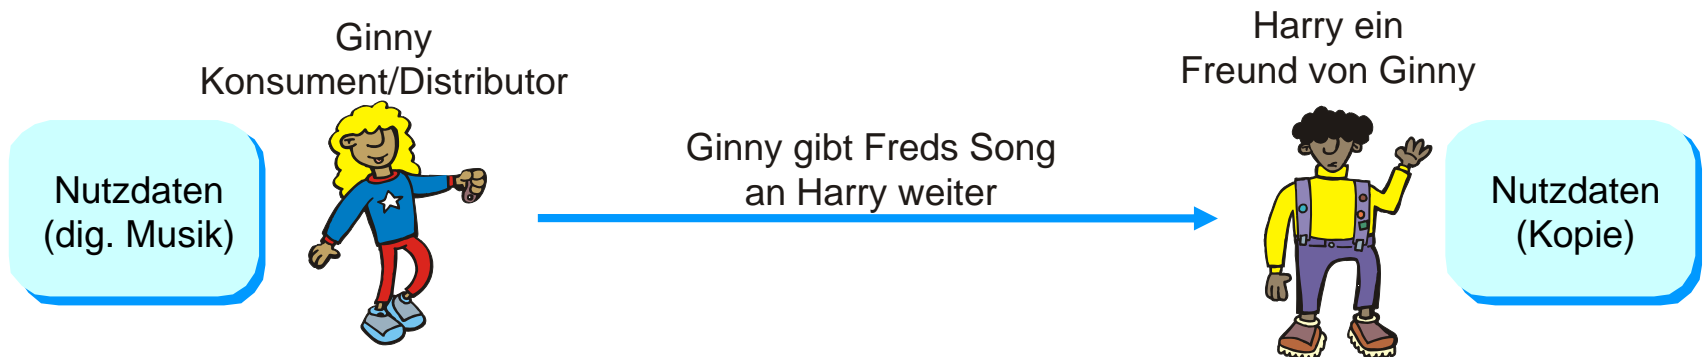 Ginny
Konsument/Distributor
Nutzdaten
(dig. Musik)
Ginny gibt Freds Song
an Harry weiter
Harry ein
Freund von Ginny
Nutzdaten
(Kopie)